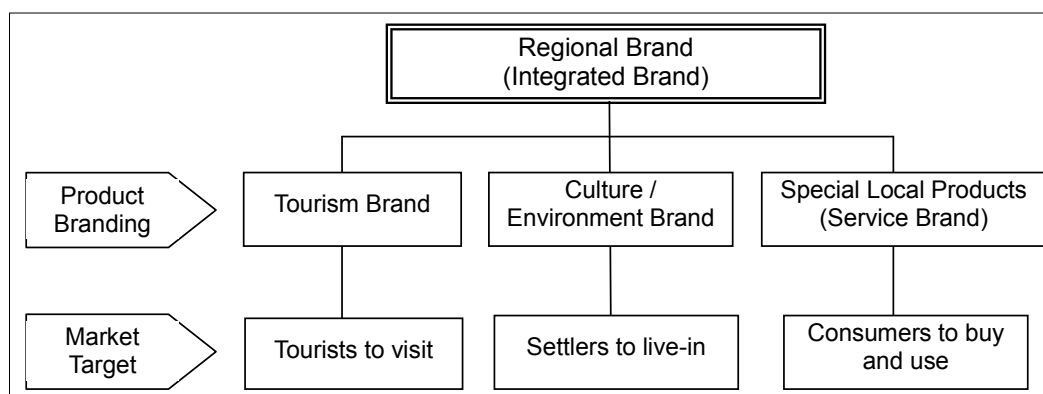 Regional Brand
(Integrated Brand)
Product
Branding
Tourism Brand
Culture /
Environment Brand
Special Local Products
(Service Brand)
Market
Target
Tourists to visit
Settlers to live-in
Consumers to buy
and use